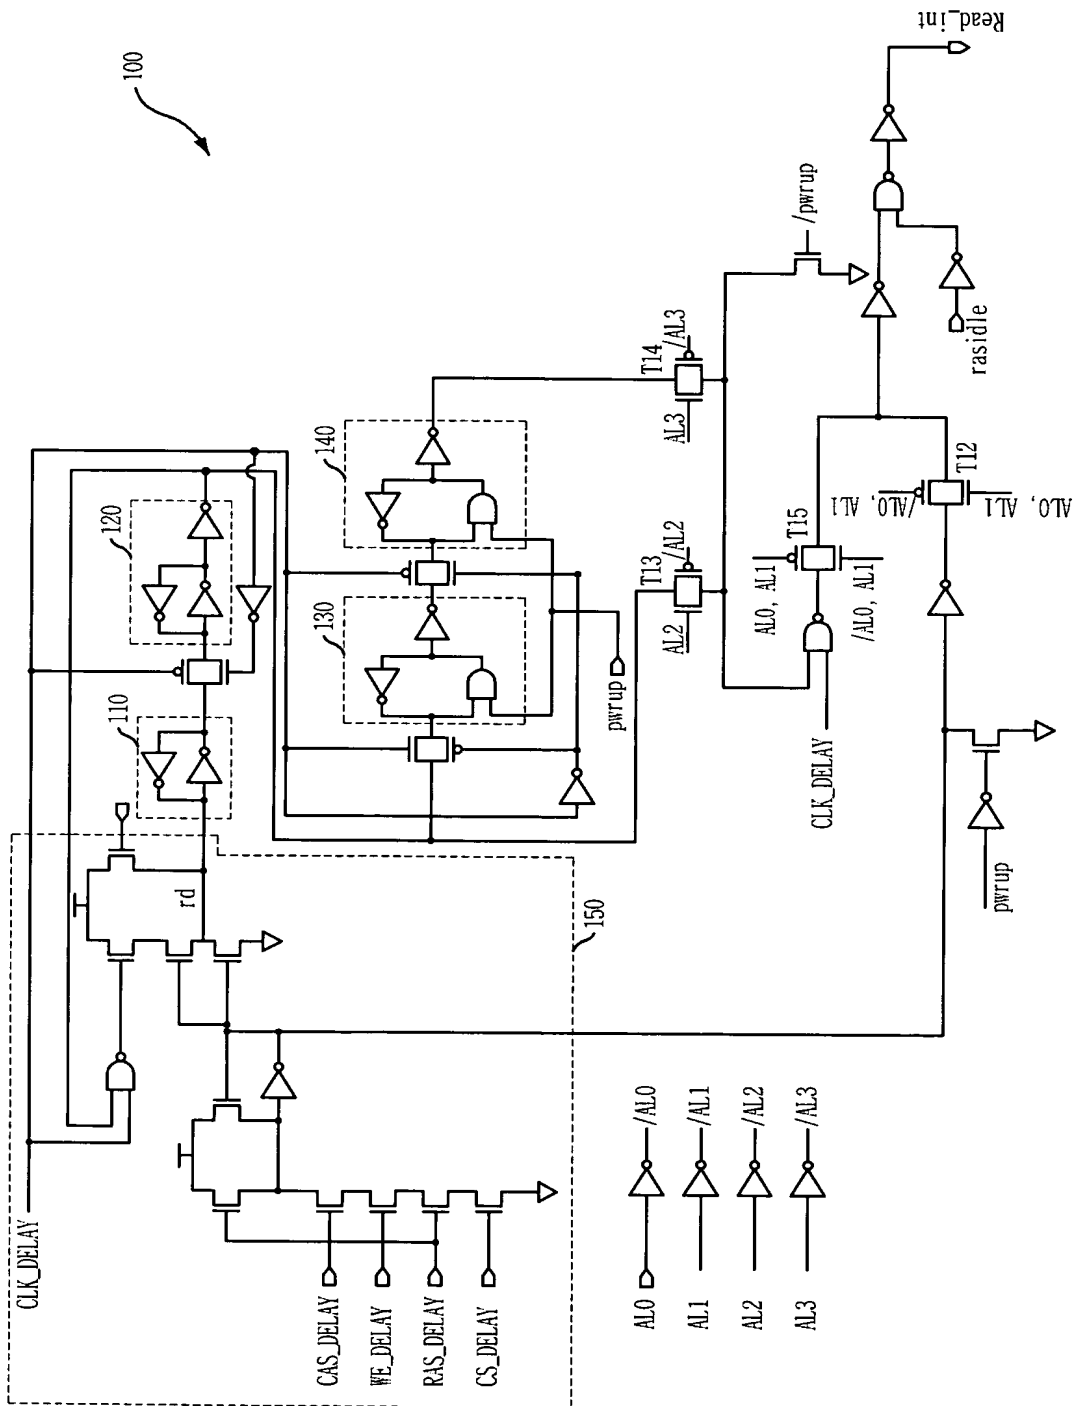 100
Read_int
/pwrup
rasidle
120
110
140
130
T14
/AL3
AL3
T13
/AL2
AL2
pwrup
T15
AL0, AL1
/AL0, AL1
T12
/AL0, AL1
AL0, AL1
CLK_DELAY
pwrup
rd
150
CLK_DELAY
CAS_DELAY
WE_DELAY
RAS_DELAY
CS_DELAY
AL0
/AL0
AL1
/AL1
AL2
/AL2
AL3
/AL3